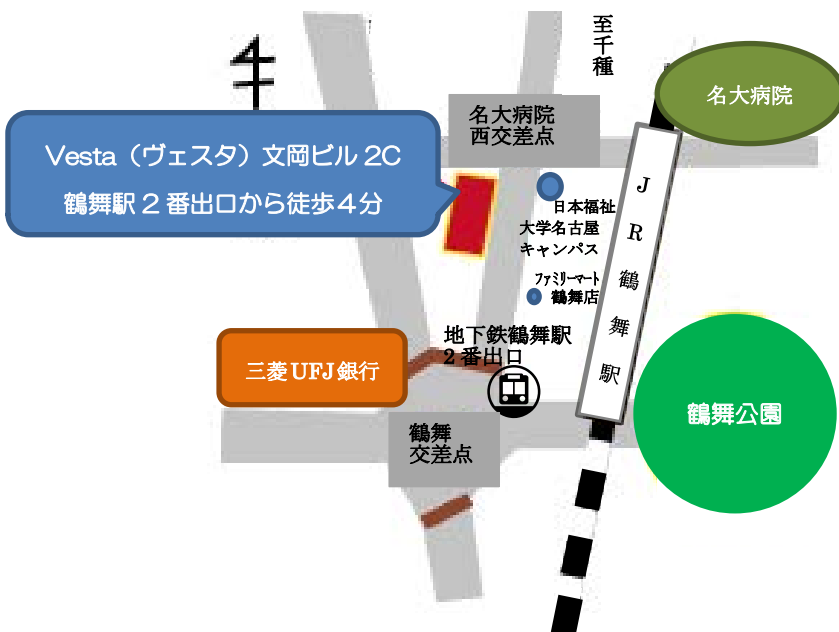 至千種
名大病院
名大病院
西交差点
Vesta（ヴェスタ）文岡ビル 2C
鶴舞駅 2 番出口から徒歩4分
日本福祉
大学名古屋
キャンパス
JR鶴舞駅
ファミリーマート
鶴舞店
地下鉄鶴舞駅
2 番出口
三菱 UFJ 銀行
鶴舞公園
鶴舞
交差点